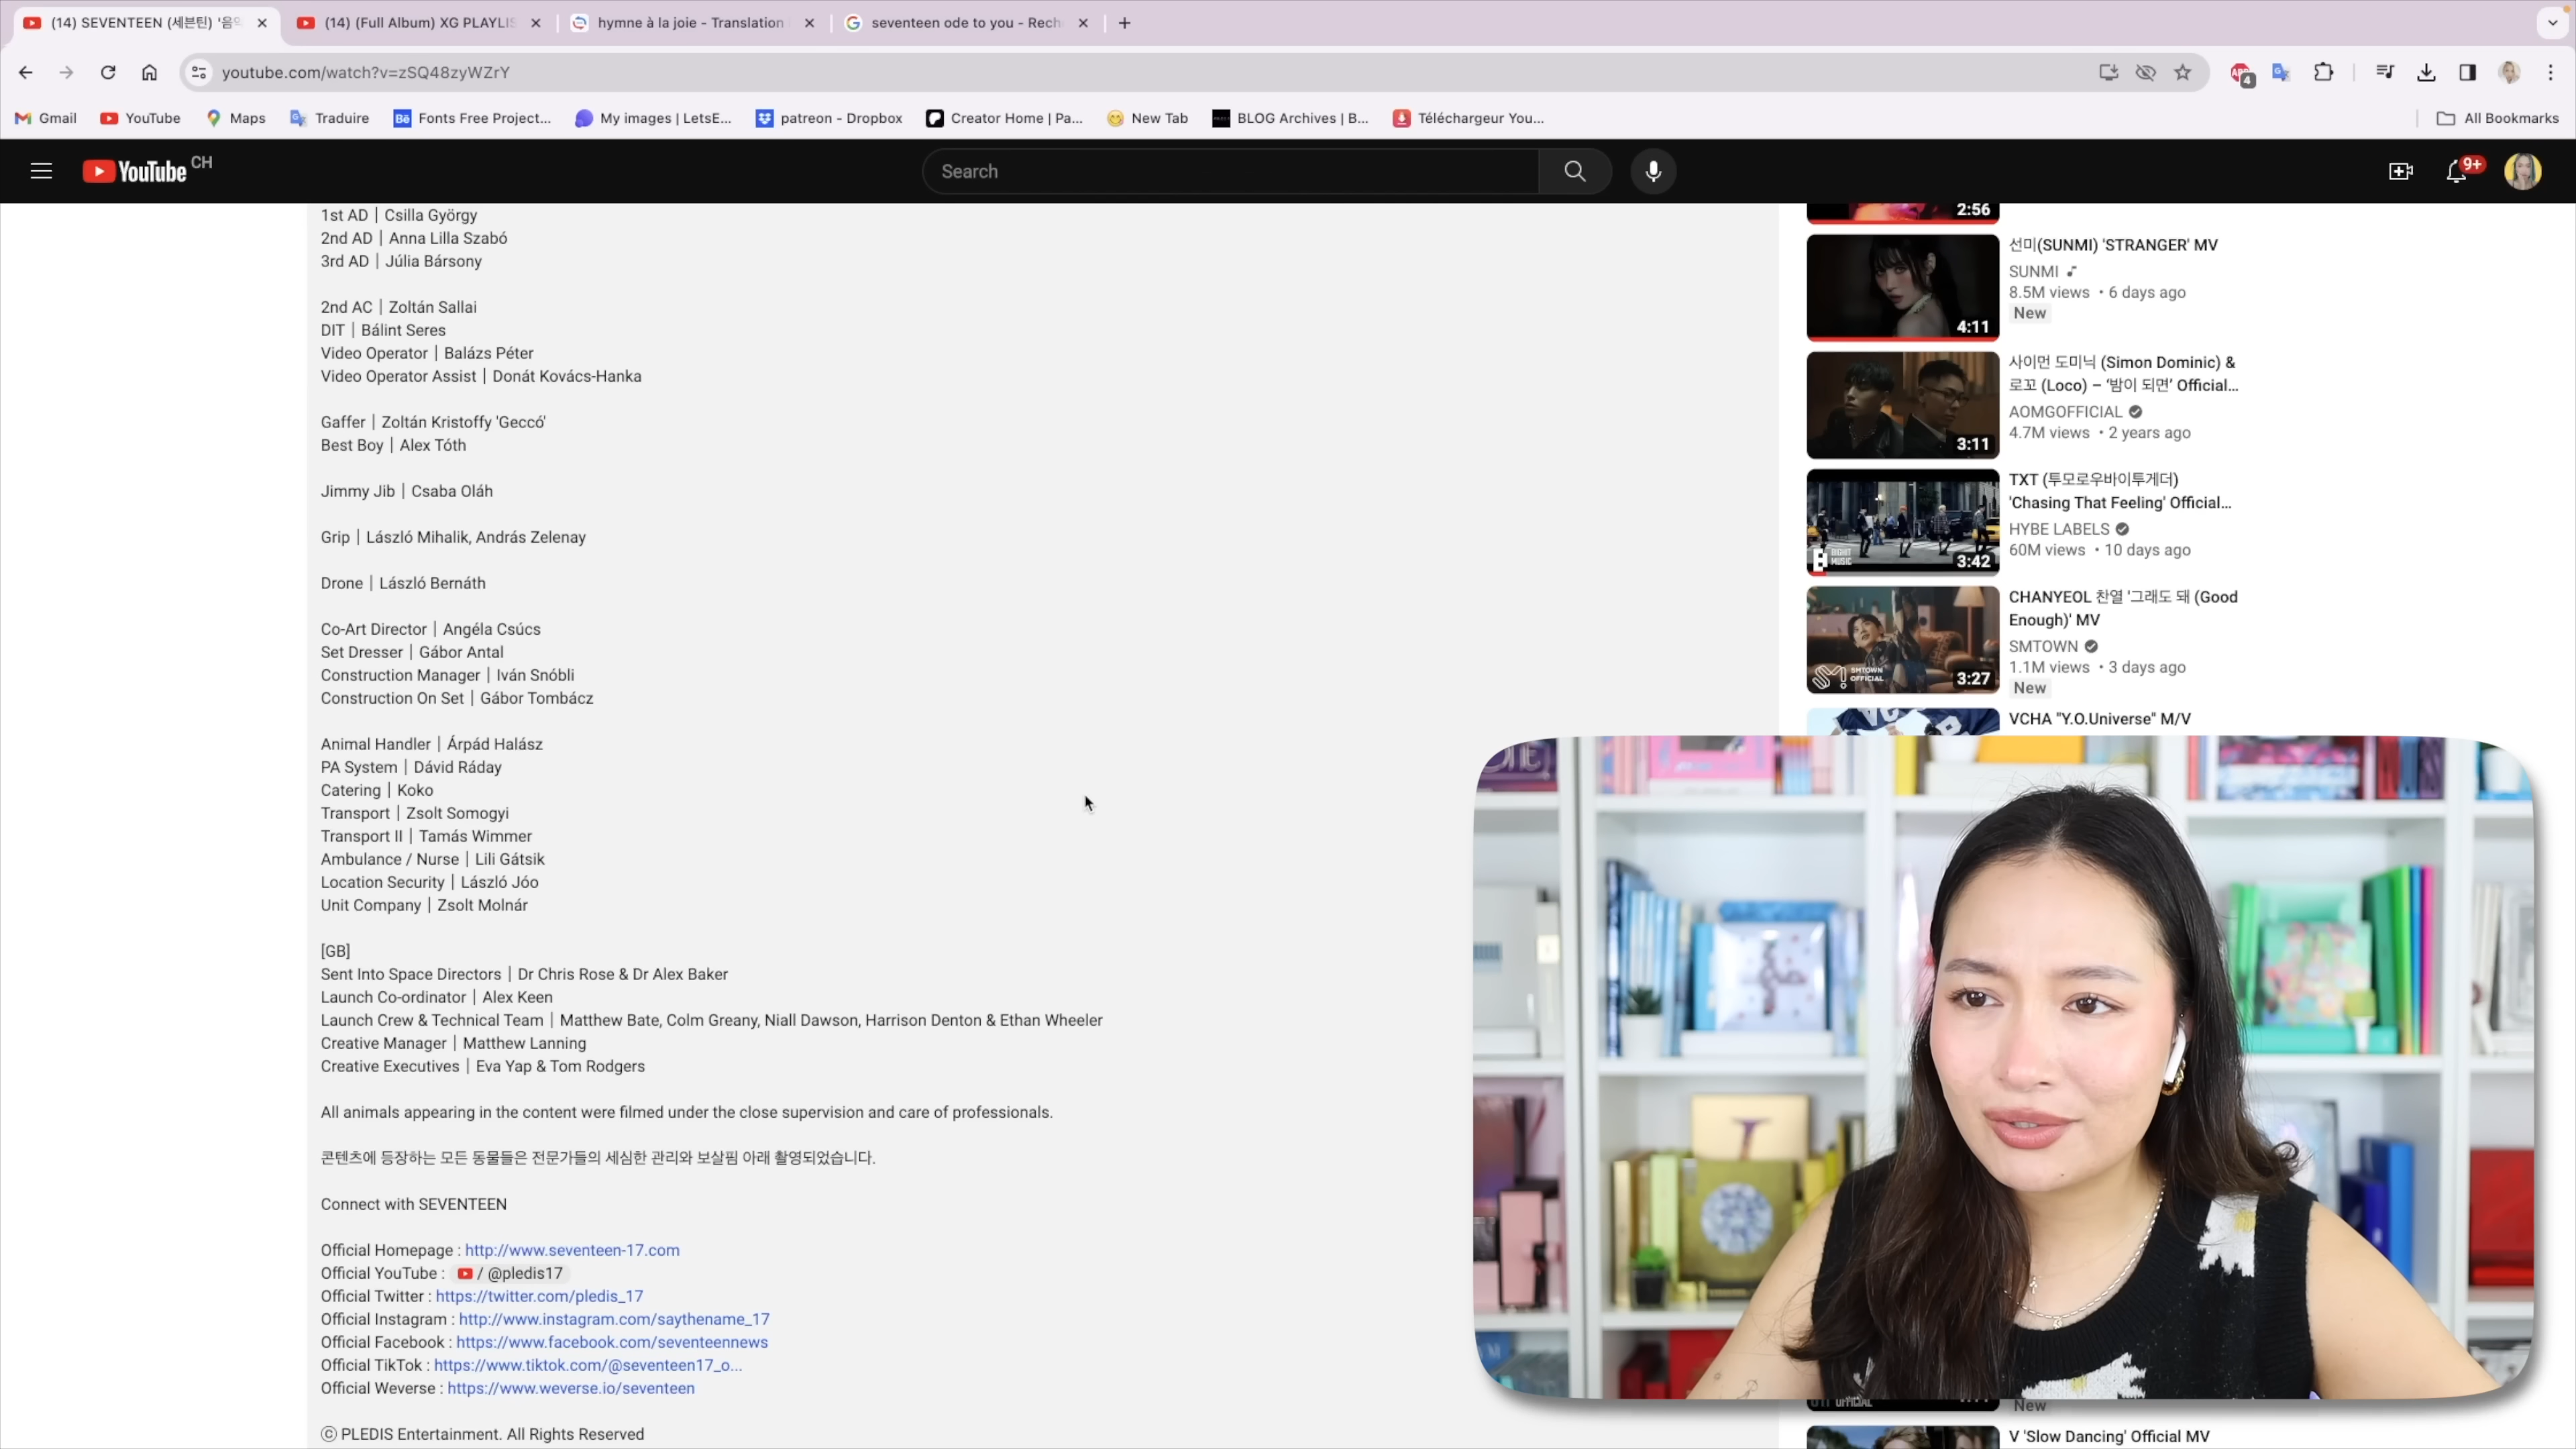 (14) SEVENTEEN (세븐틴) '음악
(14) (Full Album) XG PLAYLIS
hymne à la joie - Translation
seventeen ode to you - Rech
youtube.com/watch?v=zSQ48zyWZrY
4
Gmail
YouTube
Maps
Traduire
Fonts Free Project...
My images | LetsE...
patreon - Dropbox
Creator Home | Pa...
New Tab
BLOG Archives | B...
Téléchargeur You...
All Bookmarks
YouTube CH
Search
9+
1st AD | Csilla György
2nd AD | Anna Lilla Szabó
3rd AD | Júlia Bársony
2nd AC | Zoltán Sallai
DIT | Bálint Seres
Video Operator | Balázs Péter
Video Operator Assist | Donát Kovács-Hanka
Gaffer | Zoltán Kristoffy 'Geccó'
Best Boy | Alex Tóth
Jimmy Jib | Csaba Oláh
Grip | László Mihalik, András Zelenay
Drone | László Bernáth
Co-Art Director | Angéla Csúcs
Set Dresser | Gábor Antal
Construction Manager | Iván Snóbli
Construction On Set | Gábor Tombácz
Animal Handler | Árpád Halász
PA System | Dávid Ráday
Catering | Koko
Transport | Zsolt Somogyi
Transport II | Tamás Wimmer
Ambulance / Nurse | Lili Gátsik
Location Security | László Jóo
Unit Company | Zsolt Molnár
[GB]
Sent Into Space Directors | Dr Chris Rose & Dr Alex Baker
Launch Co-ordinator | Alex Keen
Launch Crew & Technical Team | Matthew Bate, Colm Greany, Niall Dawson, Harrison Denton & Ethan Wheeler
Creative Manager | Matthew Lanning
Creative Executives | Eva Yap & Tom Rodgers
All animals appearing in the content were filmed under the close supervision and care of professionals.
콘텐츠에 등장하는 모든 동물들은 전문가들의 세심한 관리와 보살핌 아래 촬영되었습니다.
Connect with SEVENTEEN
Official Homepage : http://www.seventeen-17.com
Official YouTube : / @pledis17
Official Twitter : https://twitter.com/pledis_17
Official Instagram : http://www.instagram.com/saythename_17
Official Facebook : https://www.facebook.com/seventeennews
Official TikTok : https://www.tiktok.com/@seventeen17_o...
Official Weverse : https://www.weverse.io/seventeen
ⓒ PLEDIS Entertainment. All Rights Reserved
2:56
선미(SUNMI) 'STRANGER' MV
SUNMI
8.5M views • 6 days ago
New
4:11
사이먼 도미닉 (Simon Dominic) &
로꼬 (Loco) – ‘밤이 되면’ Official...
AOMGOFFICIAL
4.7M views • 2 years ago
3:11
TXT (투모로우바이투게더)
'Chasing That Feeling' Official...
HYBE LABELS
60M views • 10 days ago
BIGHIT
MUSIC
3:42
CHANYEOL 찬열 '그래도 돼 (Good
Enough)' MV
SMTOWN
1.1M views • 3 days ago
New
SMTOWN
OFFICIAL
3:27
VCHA "Y.O.Universe" M/V
New
V 'Slow Dancing' Official MV